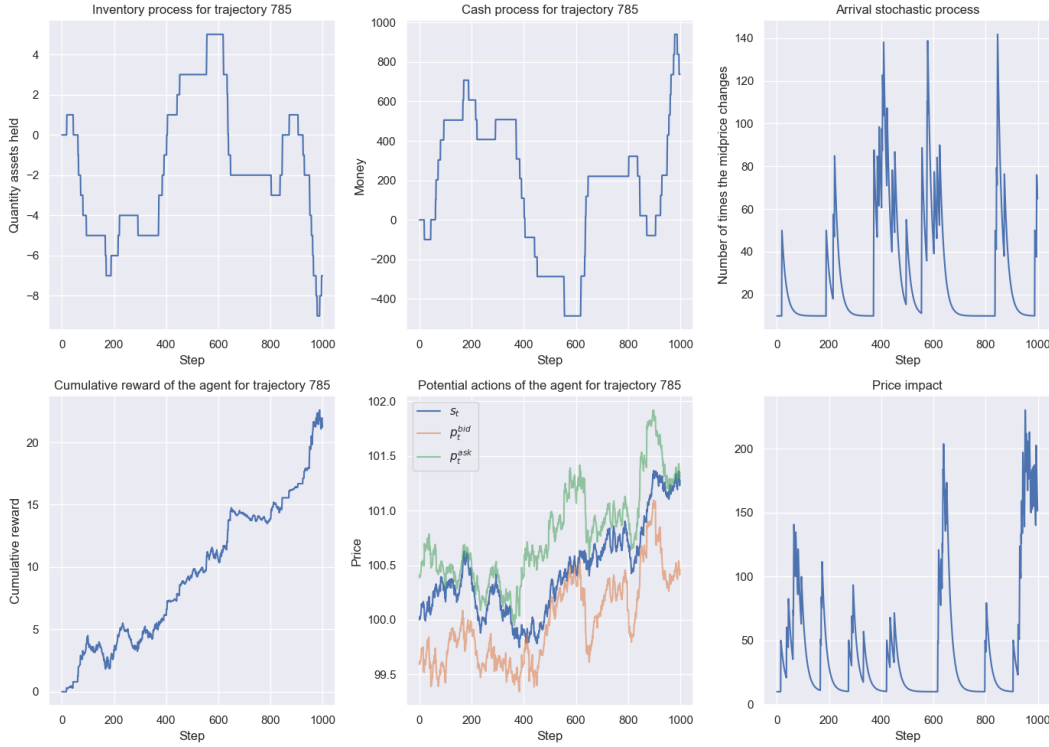 Inventory process for trajectory 785
Quantity assets held
4
2
0
−2
−4
−6
−8
0 200 400 600 800 1000
Step
Cash process for trajectory 785
Money
800
600
400
200
0
−200
−400
0 200 400 600 800 1000
Step
Arrival stochastic process
Number of times the midprice changes
140
120
100
80
60
40
20
0 200 400 600 800 1000
Step
Cumulative reward of the agent for trajectory 785
Cumulative reward
20
15
10
5
0
0 200 400 600 800 1000
Step
Potential actions of the agent for trajectory 785
Price
102.0
101.5
101.0
100.5
100.0
99.5
s_t
p_t^bid
p_t^ask
0 200 400 600 800 1000
Step
Price impact
200
150
100
50
0
0 200 400 600 800 1000
Step